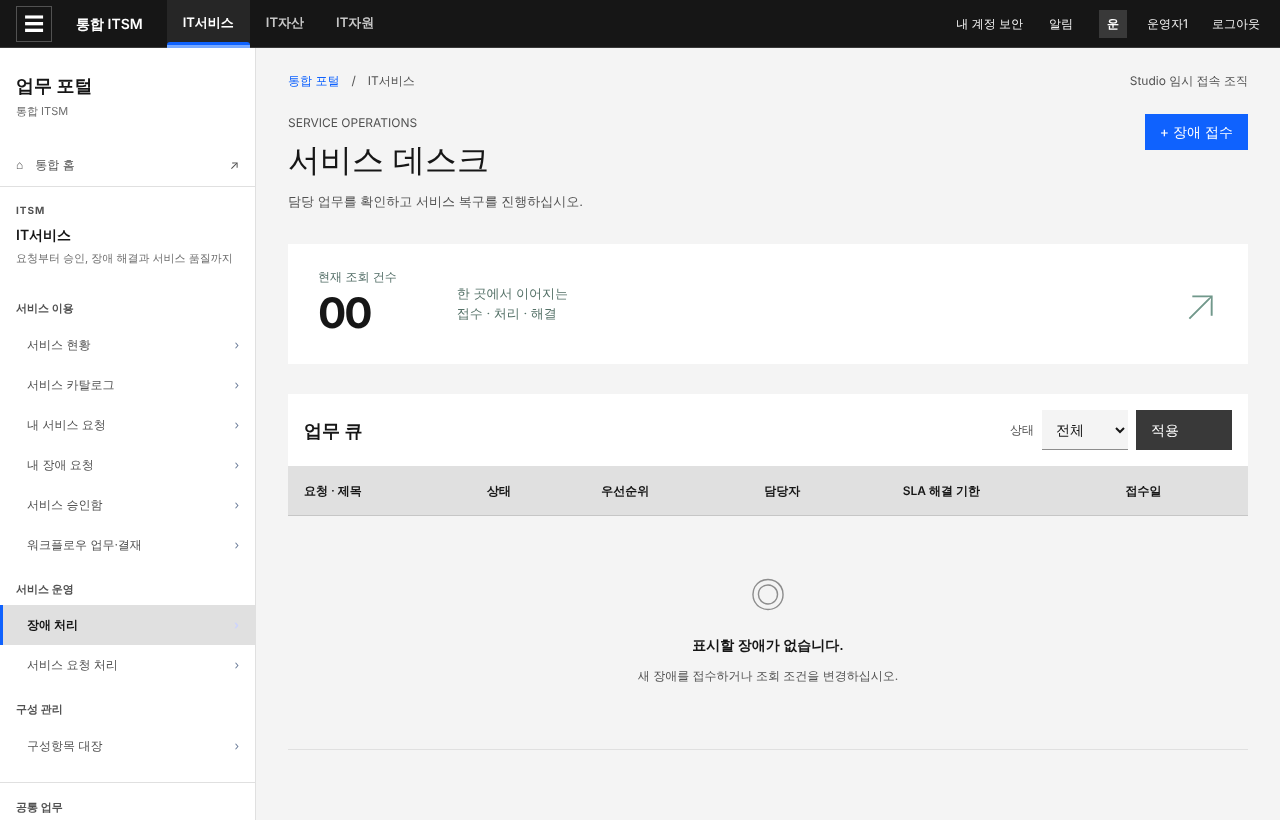 통합 ITSM
IT서비스
IT자산
IT자원
내 계정 보안
알림
운
운영자1
로그아웃
업무 포털
통합 ITSM
통합 홈
ITSM
IT서비스
요청부터 승인, 장애 해결과 서비스 품질까지
서비스 이용
서비스 현황
서비스 카탈로그
내 서비스 요청
내 장애 요청
서비스 승인함
워크플로우 업무·결재
서비스 운영
장애 처리
서비스 요청 처리
구성 관리
구성항목 대장
공통 업무
통합 포털 / IT서비스
Studio 임시 접속 조직
SERVICE OPERATIONS
서비스 데스크
담당 업무를 확인하고 서비스 복구를 진행하십시오.
+ 장애 접수
현재 조회 건수
00
한 곳에서 이어지는
접수 · 처리 · 해결
업무 큐
상태
전체
적용
요청 · 제목
상태
우선순위
담당자
SLA 해결 기한
접수일
표시할 장애가 없습니다.
새 장애를 접수하거나 조회 조건을 변경하십시오.